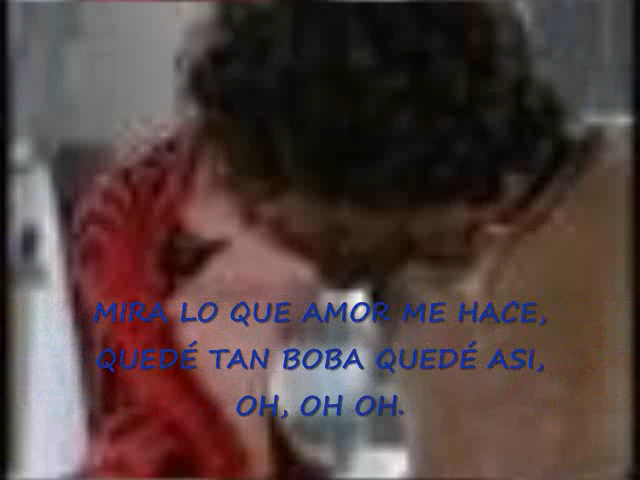 MIRA LO QUE AMOR ME HACE,
QUEDÉ TAN BOBA QUEDÉ ASI,
OH, OH OH.